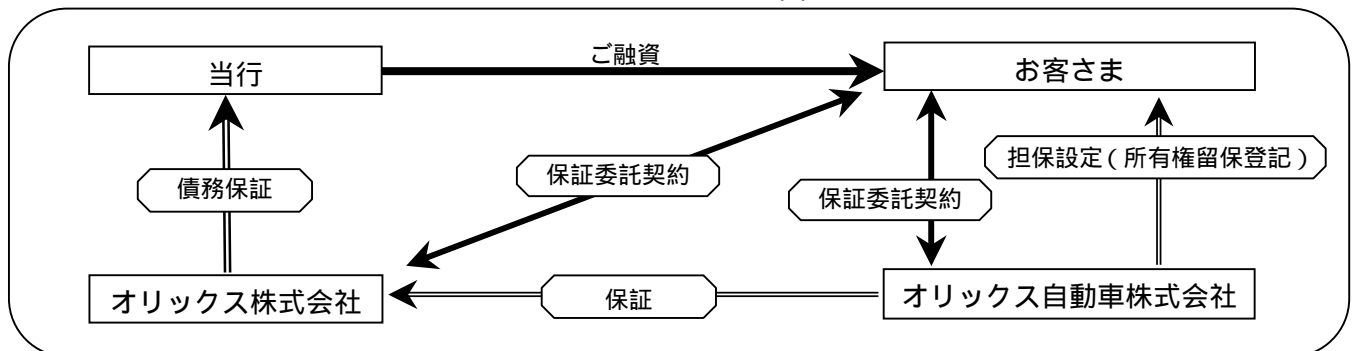 ご融資
当行
お客さま
担保設定（所有権留保登記）
保証委託契約
債務保証
保証委託契約
オリックス株式会社
保証
オリックス自動車株式会社